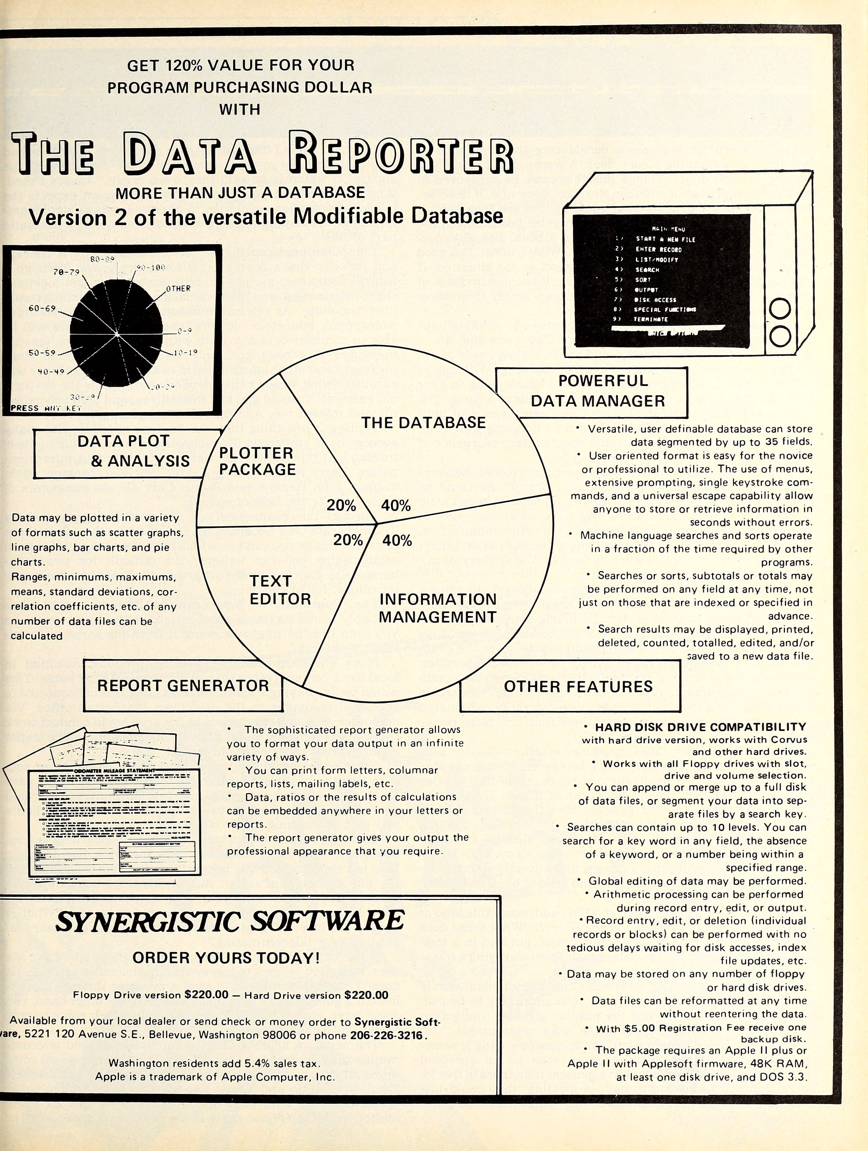 GET 120% VALUE FOR YOUR
PROGRAM PURCHASING DOLLAR
WITH
THE DATA REPORTER
MORE THAN JUST A DATABASE
Version 2 of the versatile Modifiable Database
80-89
90-100
70-79
OTHER
60-69
0-9
50-59
10-19
40-49
PRESS ANY KEY
MAIN MENU
1) START A NEW FILE
2) ENTER RECORD
3) LIST/MODIFY
4) SEARCH
5) SORT
6) OUTPUT
7) DISK ACCESS
8) SPECIAL FUNCTIONS
9) TERMINATE
DATA PLOT
& ANALYSIS
Data may be plotted in a variety
of formats such as scatter graphs,
line graphs, bar charts, and pie
charts.
Ranges, minimums, maximums,
means, standard deviations, cor-
relation coefficients, etc. of any
number of data files can be
calculated
PLOTTER
PACKAGE
20%
THE DATABASE
40%
20%
TEXT
EDITOR
40%
INFORMATION
MANAGEMENT
POWERFUL
DATA MANAGER
* Versatile, user definable database can store
data segmented by up to 35 fields.
* User oriented format is easy for the novice
or professional to utilize. The use of menus,
extensive prompting, single keystroke com-
mands, and a universal escape capability allow
anyone to store or retrieve information in
seconds without errors.
* Machine language searches and sorts operate
in a fraction of the time required by other
programs.
* Searches or sorts, subtotals or totals may
be performed on any field at any time, not
just on those that are indexed or specified in
advance.
* Search results may be displayed, printed,
deleted, counted, totalled, edited, and/or
saved to a new data file.
REPORT GENERATOR
ODOMETER MILEAGE STATEMENT
* The sophisticated report generator allows
you to format your data output in an infinite
variety of ways.
* You can print form letters, columnar
reports, lists, mailing labels, etc.
* Data, ratios or the results of calculations
can be embedded anywhere in your letters or
reports.
* The report generator gives your output the
professional appearance that you require.
OTHER FEATURES
* HARD DISK DRIVE COMPATIBILITY
with hard drive version, works with Corvus
and other hard drives.
* Works with all Floppy drives with slot,
drive and volume selection.
* You can append or merge up to a full disk
of data files, or segment your data into sep-
arate files by a search key.
* Searches can contain up to 10 levels. You can
search for a key word in any field, the absence
of a keyword, or a number being within a
specified range.
* Global editing of data may be performed.
* Arithmetic processing can be performed
during record entry, edit, or output.
* Record entry, edit, or deletion (individual
records or blocks) can be performed with no
tedious delays waiting for disk accesses, index
file updates, etc.
* Data may be stored on any number of floppy
or hard disk drives.
* Data files can be reformatted at any time
without reentering the data.
* With $5.00 Registration Fee receive one
backup disk.
* The package requires an Apple II plus or
Apple II with Applesoft firmware, 48K RAM,
at least one disk drive, and DOS 3.3.
SYNERGISTIC SOFTWARE
ORDER YOURS TODAY!
Floppy Drive version $220.00 — Hard Drive version $220.00
Available from your local dealer or send check or money order to Synergistic Soft-
ware, 5221 120 Avenue S.E., Bellevue, Washington 98006 or phone 206-226-3216.
Washington residents add 5.4% sales tax.
Apple is a trademark of Apple Computer, Inc.